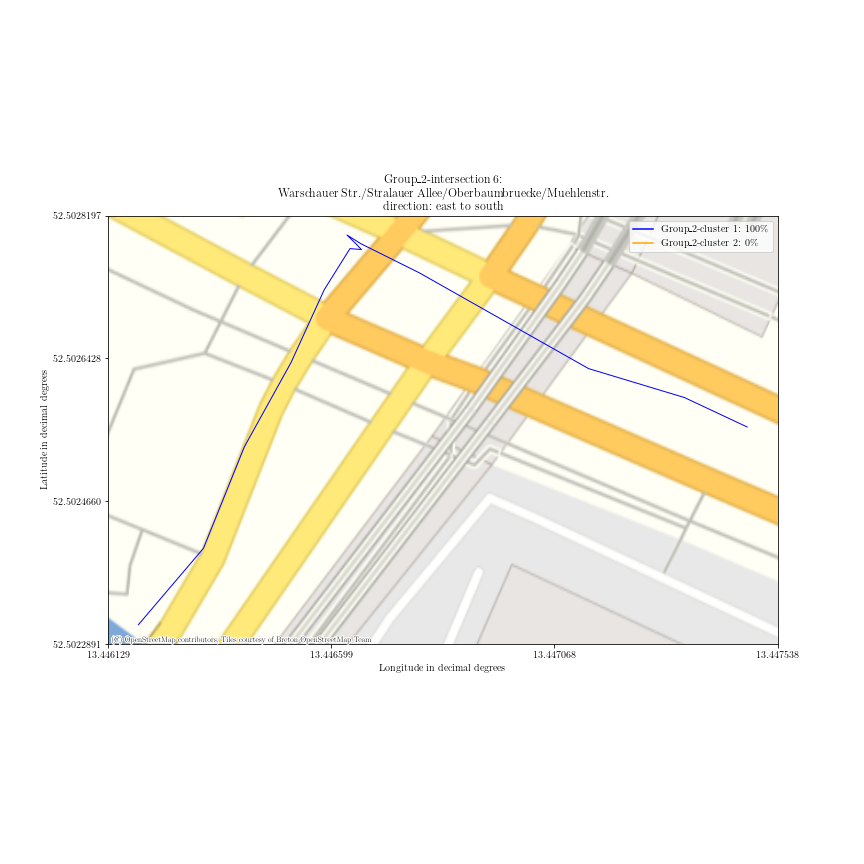 Group_2-intersection 6:
Warschauer Str./Stralauer Allee/Oberbaumbruecke/Muehlenstr.
direction: east to south
52.5028197
52.5026428
52.5024660
52.5022891
Latitude in decimal degrees
Group_2-cluster 1: 100%
Group_2-cluster 2: 0%
(C) OpenStreetMap contributors, Tiles courtesy of Breton OpenStreetMap Team
13.446129
13.446599
13.447068
13.447538
Longitude in decimal degrees